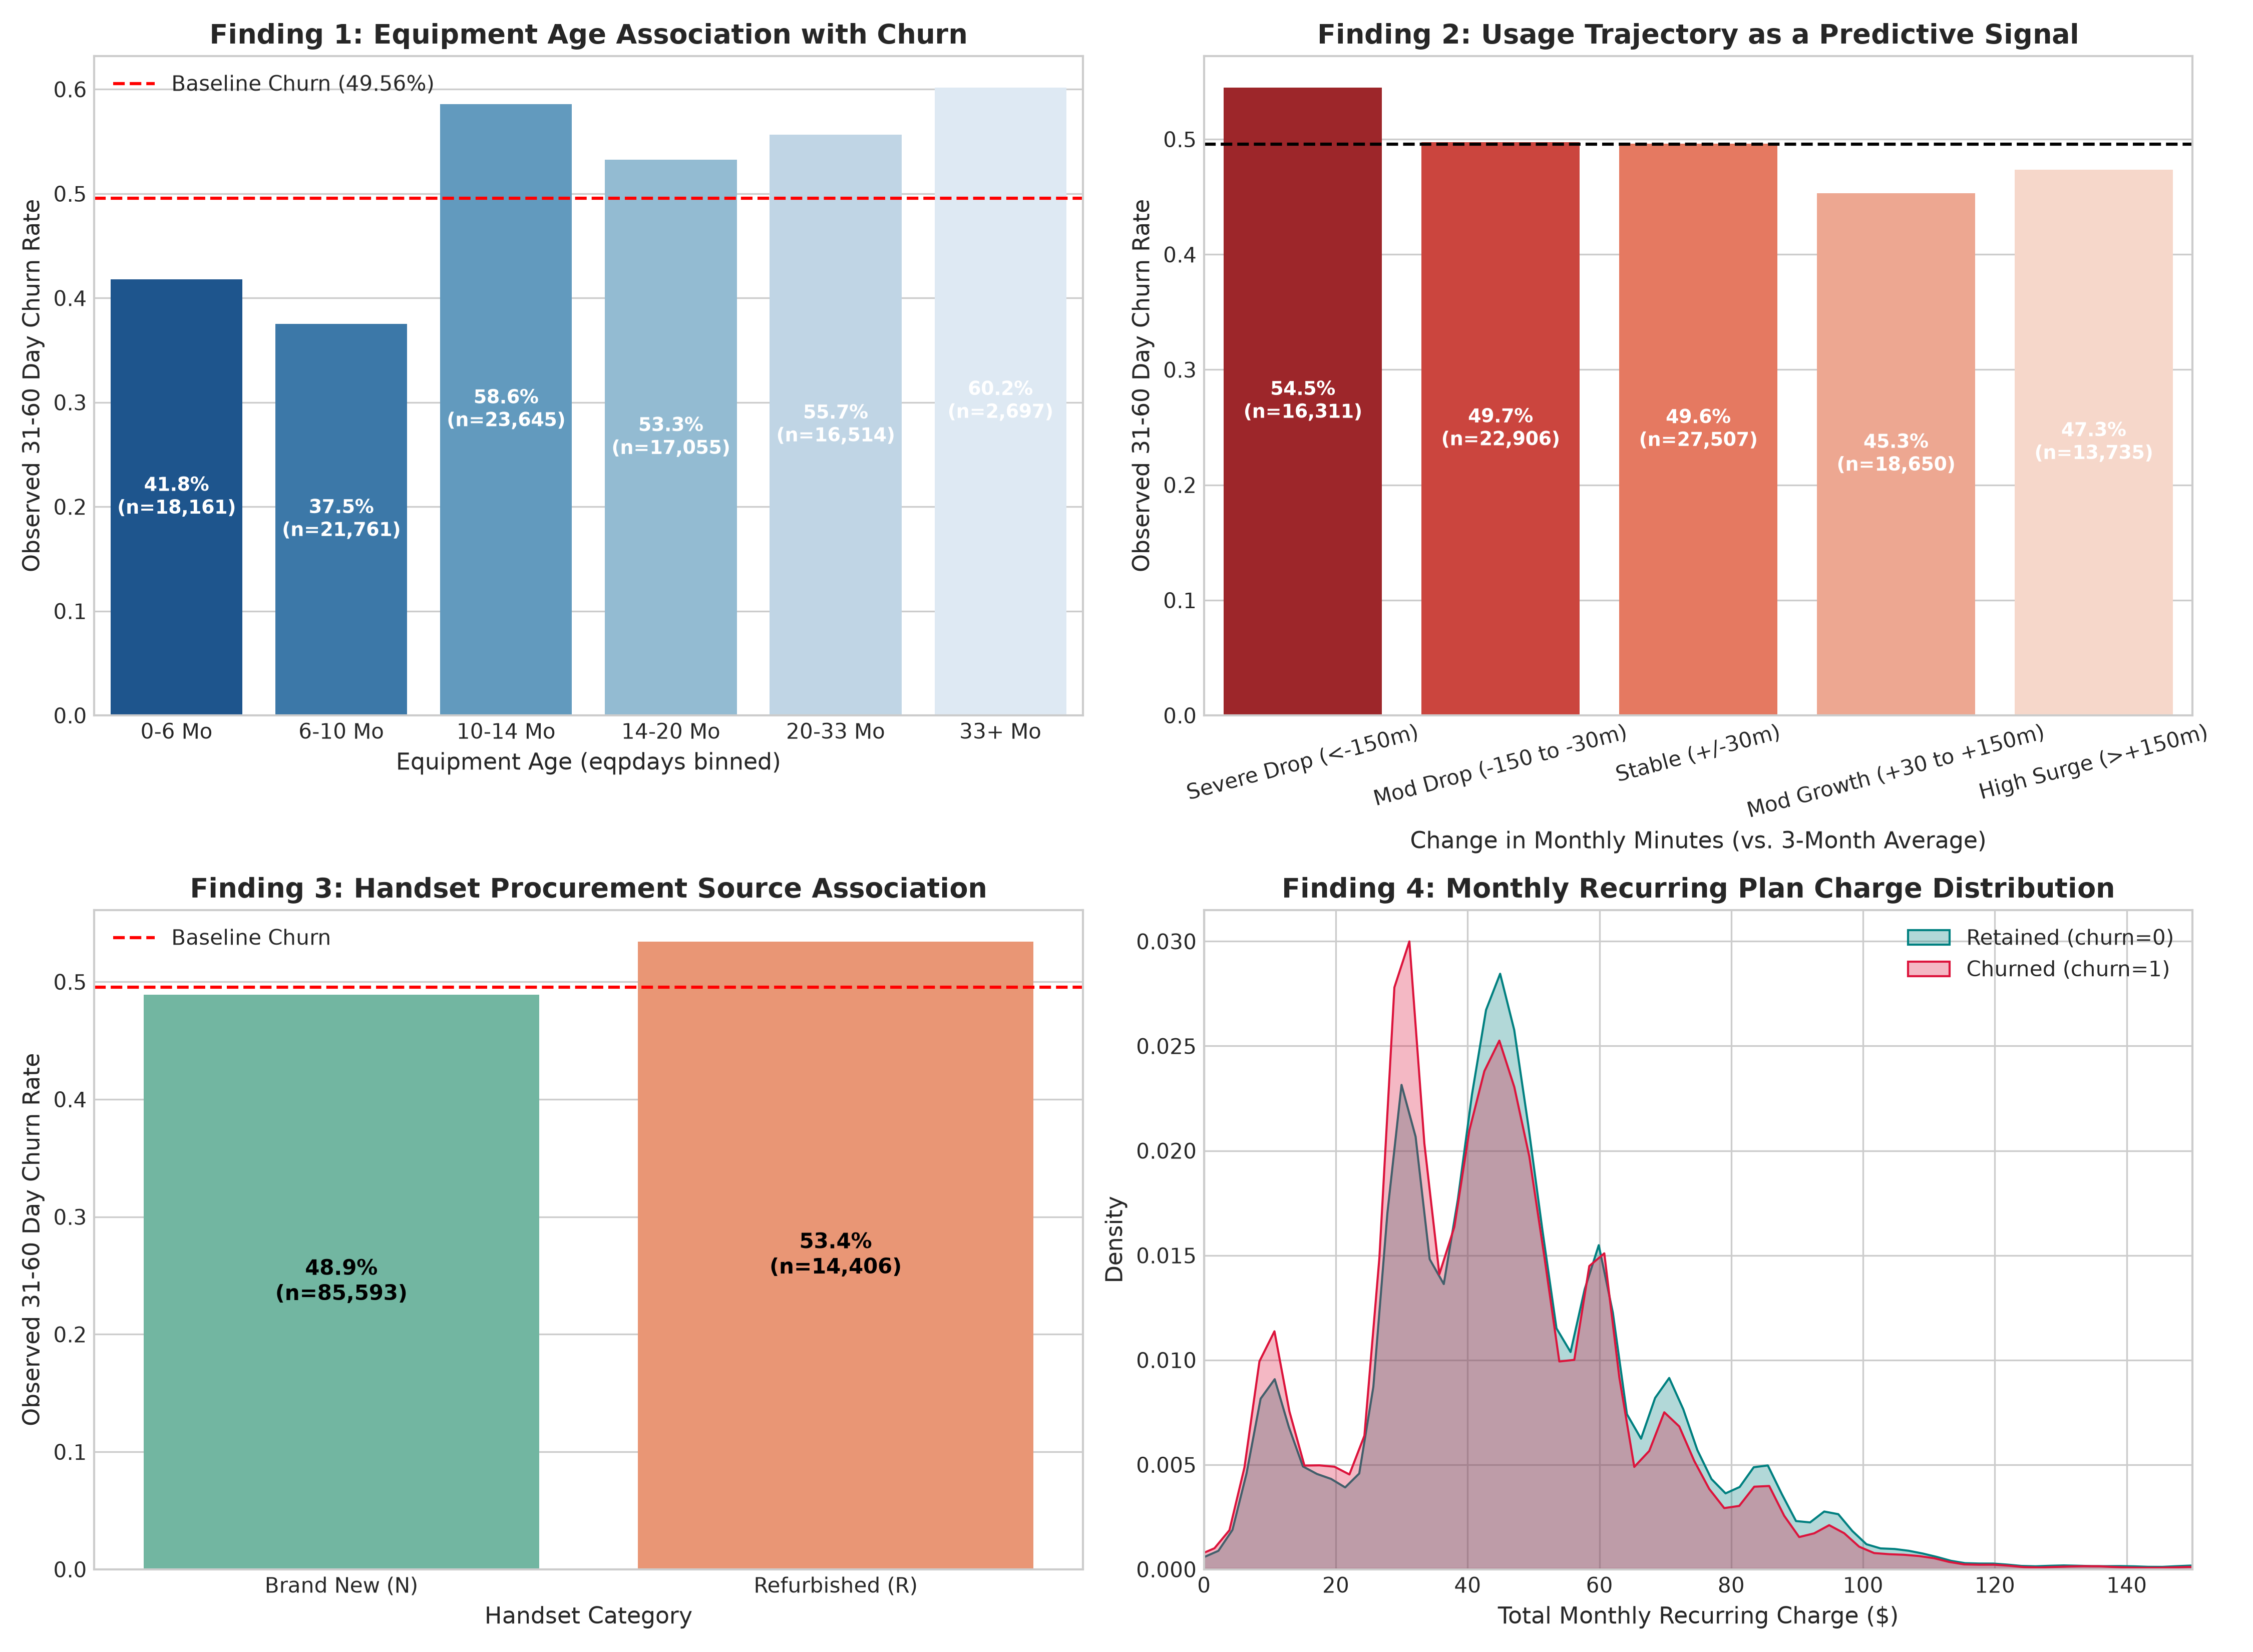 Finding 1: Equipment Age Association with Churn
Baseline Churn (49.56%)
Observed 31-60 Day Churn Rate
0.6
0.5
0.4
0.3
0.2
0.1
0.0
41.8%
(n=18,161)
37.5%
(n=21,761)
58.6%
(n=23,645)
53.3%
(n=17,055)
55.7%
(n=16,514)
60.2%
(n=2,697)
0-6 Mo
6-10 Mo
10-14 Mo
14-20 Mo
20-33 Mo
33+ Mo
Equipment Age (eqpdays binned)
Finding 2: Usage Trajectory as a Predictive Signal
Observed 31-60 Day Churn Rate
0.5
0.4
0.3
0.2
0.1
0.0
54.5%
(n=16,311)
49.7%
(n=22,906)
49.6%
(n=27,507)
45.3%
(n=18,650)
47.3%
(n=13,735)
Severe Drop (<-150m)
Mod Drop (-150 to -30m)
Stable (+/-30m)
Mod Growth (+30 to +150m)
High Surge (>+150m)
Change in Monthly Minutes (vs. 3-Month Average)
Finding 3: Handset Procurement Source Association
Baseline Churn
Observed 31-60 Day Churn Rate
0.5
0.4
0.3
0.2
0.1
0.0
48.9%
(n=85,593)
53.4%
(n=14,406)
Brand New (N)
Refurbished (R)
Handset Category
Finding 4: Monthly Recurring Plan Charge Distribution
Retained (churn=0)
Churned (churn=1)
Density
0.030
0.025
0.020
0.015
0.010
0.005
0.000
0
20
40
60
80
100
120
140
Total Monthly Recurring Charge ($)